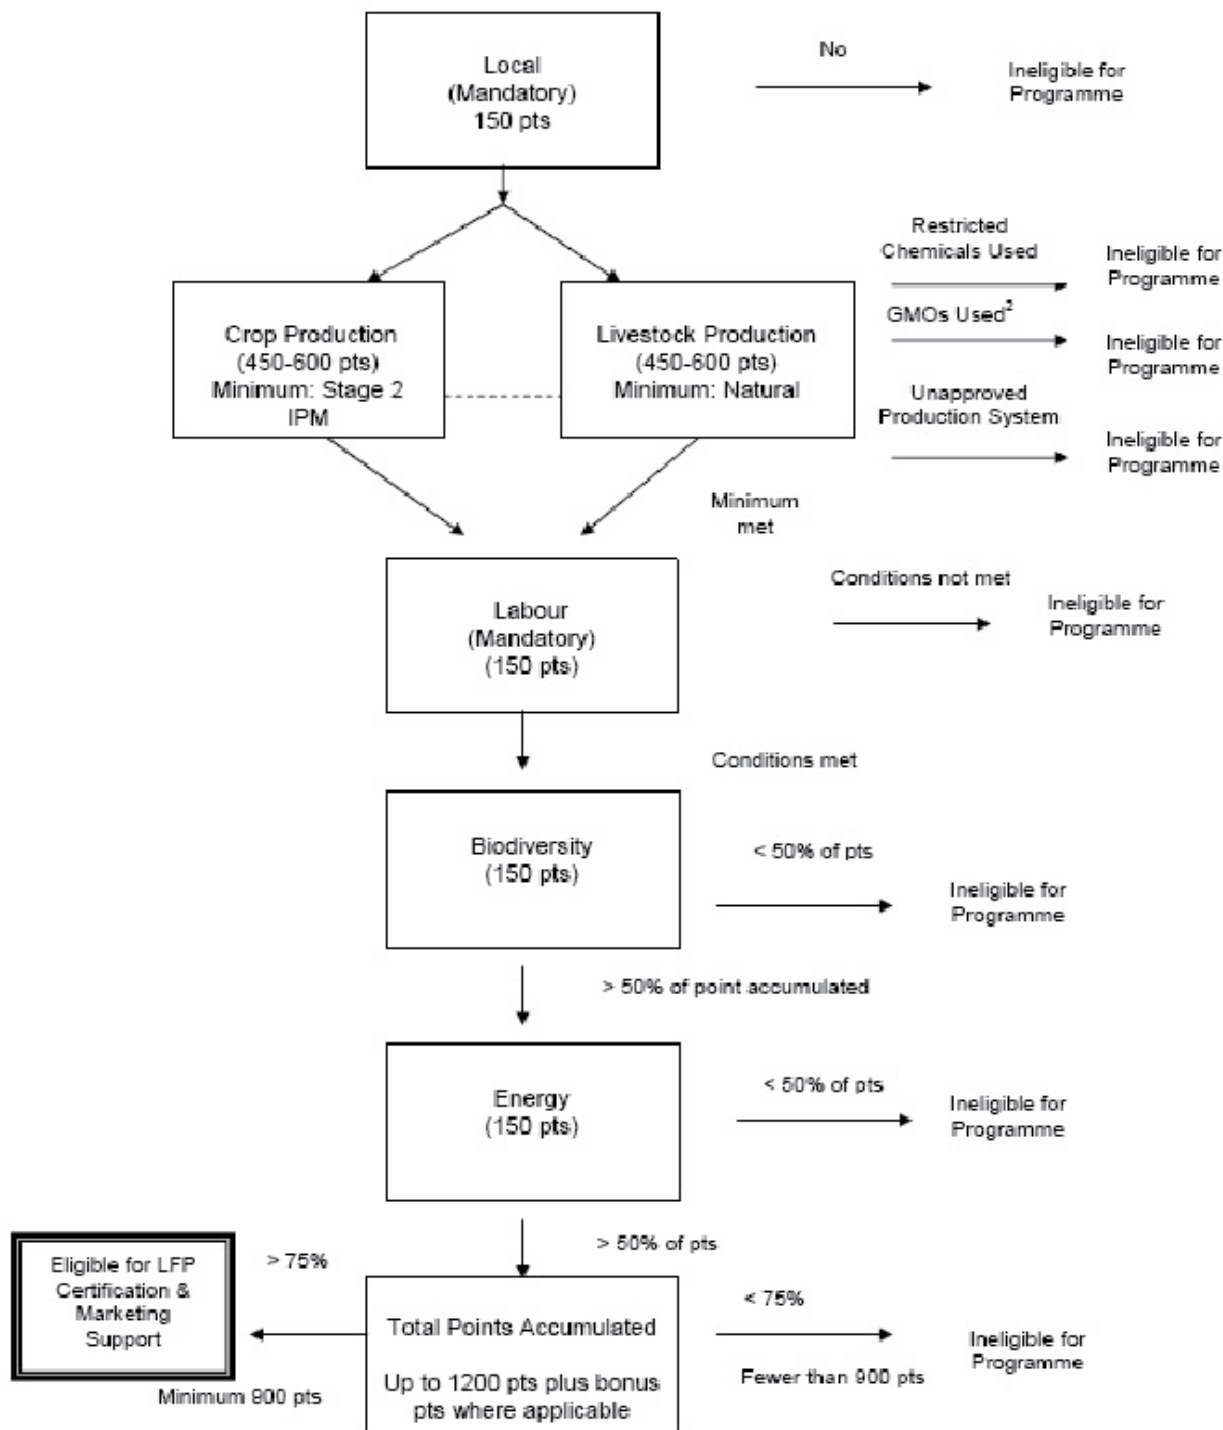 Local
(Mandatory)
150 pts
No
Ineligible for
Programme
Crop Production
(450-600 pts)
Minimum: Stage 2
IPM
Livestock Production
(450-600 pts)
Minimum: Natural
Restricted
Chemicals Used
Ineligible for
Programme
GMOs Used²
Ineligible for
Programme
Unapproved
Production System
Ineligible for
Programme
Minimum
met
Labour
(Mandatory)
(150 pts)
Conditions not met
Ineligible for
Programme
Conditions met
Biodiversity
(150 pts)
< 50% of pts
Ineligible for
Programme
> 50% of point accumulated
Energy
(150 pts)
< 50% of pts
Ineligible for
Programme
> 50% of pts
Eligible for LFP
Certification &
Marketing
Support
> 75%
Minimum 900 pts
Total Points Accumulated
Up to 1200 pts plus bonus
pts where applicable
< 75%
Fewer than 900 pts
Ineligible for
Programme